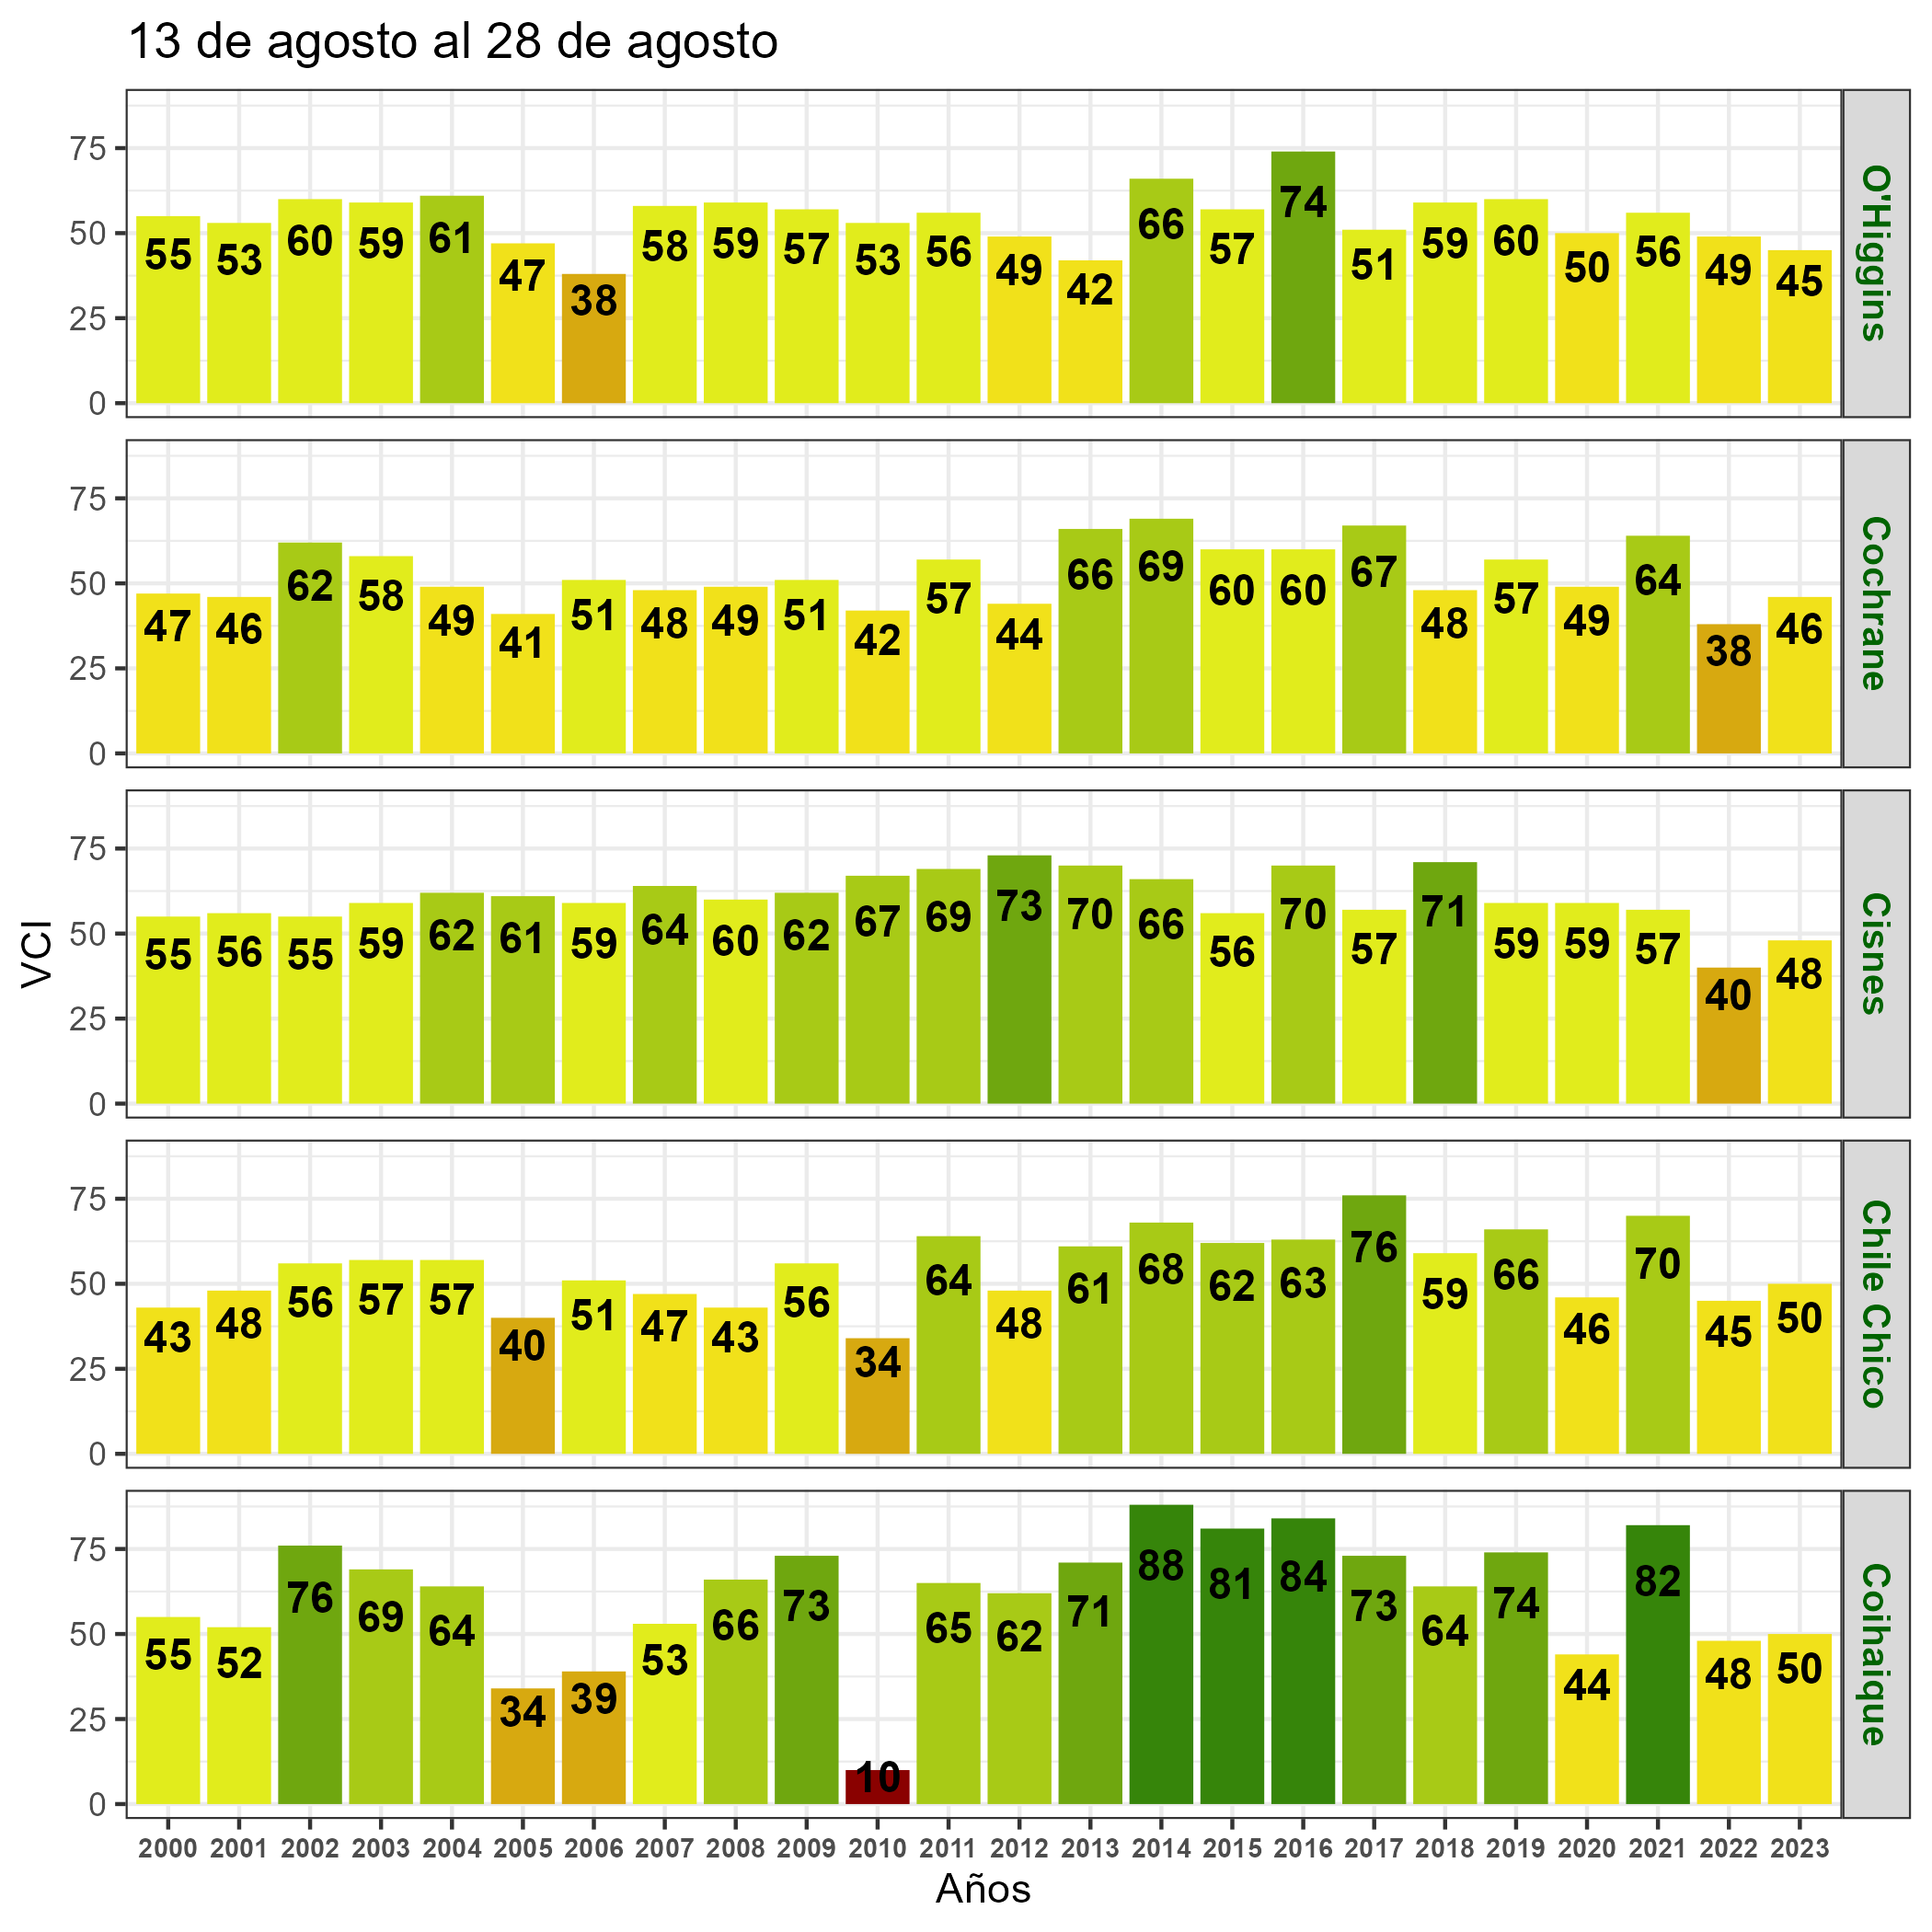 13 de agosto al 28 de agosto
VCI
75
50
25
0
55 53 60 59 61 47 38 58 59 57 53 56 49 42 66 57 74 51 59 60 50 56 49 45
O'Higgins
75
50
25
0
47 46 62 58 49 41 51 48 49 51 42 57 44 66 69 60 60 67 48 57 49 64 38 46
Cochrane
75
50
25
0
55 56 55 59 62 61 59 64 60 62 67 69 73 70 66 56 70 57 71 59 59 57 40 48
Cisnes
75
50
25
0
43 48 56 57 57 40 51 47 43 56 34 64 48 61 68 62 63 76 59 66 46 70 45 50
Chile Chico
75
50
25
0
55 52 76 69 64 34 39 53 66 73 10 65 62 71 88 81 84 73 64 74 44 82 48 50
Coihaique
2000 2001 2002 2003 2004 2005 2006 2007 2008 2009 2010 2011 2012 2013 2014 2015 2016 2017 2018 2019 2020 2021 2022 2023
Años